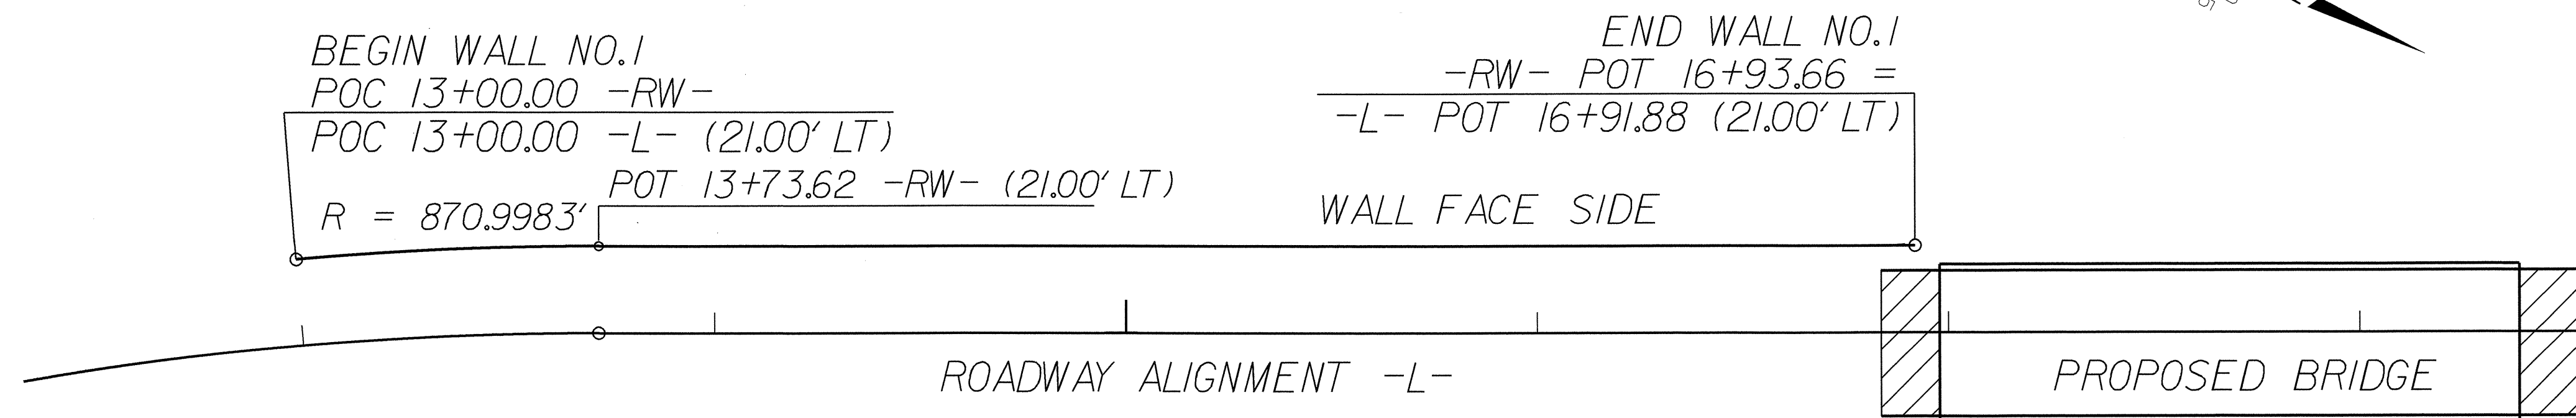 BEGIN WALL NO.1
POC 13+00.00 -RW-
POC 13+00.00 -L- (21.00' LT)
POT 13+73.62 -RW- (21.00' LT)
R = 870.9983'
END WALL NO.1
-RW- POT 16+93.66 =
-L- POT 16+91.88 (21.00' LT)
WALL FACE SIDE
ROADWAY ALIGNMENT -L-
PROPOSED BRIDGE